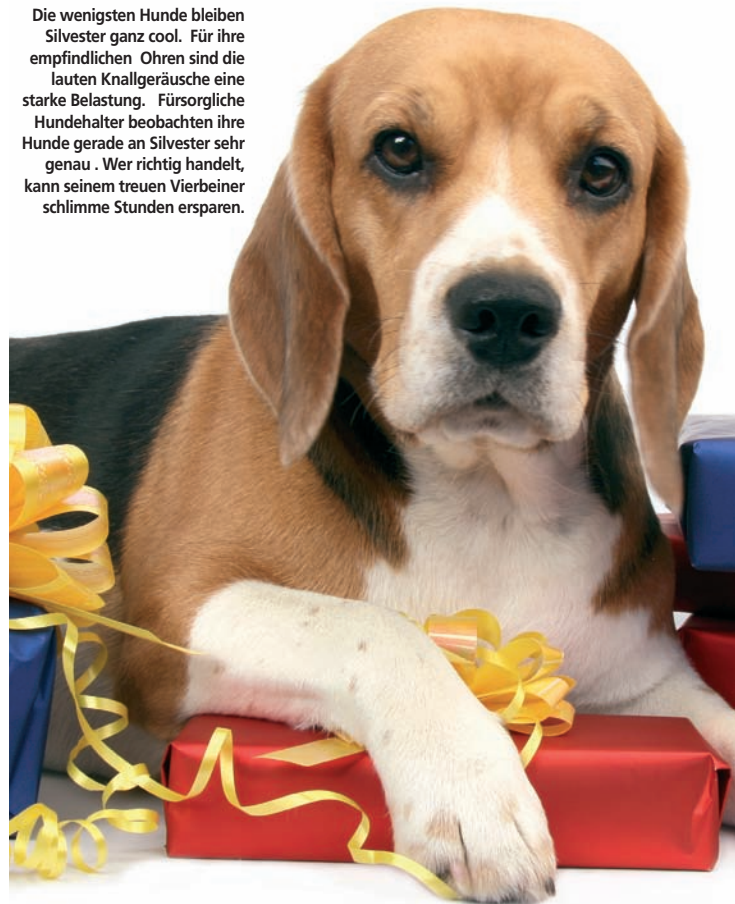 Die wenigsten Hunde bleiben
Silvester ganz cool. Für ihre
empfindlichen Ohren sind die
lauten Knallgeräusche eine
starke Belastung. Fürsorgliche
Hundehalter beobachten ihre
Hunde gerade an Silvester sehr
genau . Wer richtig handelt,
kann seinem treuen Vierbeiner
schlimme Stunden ersparen.